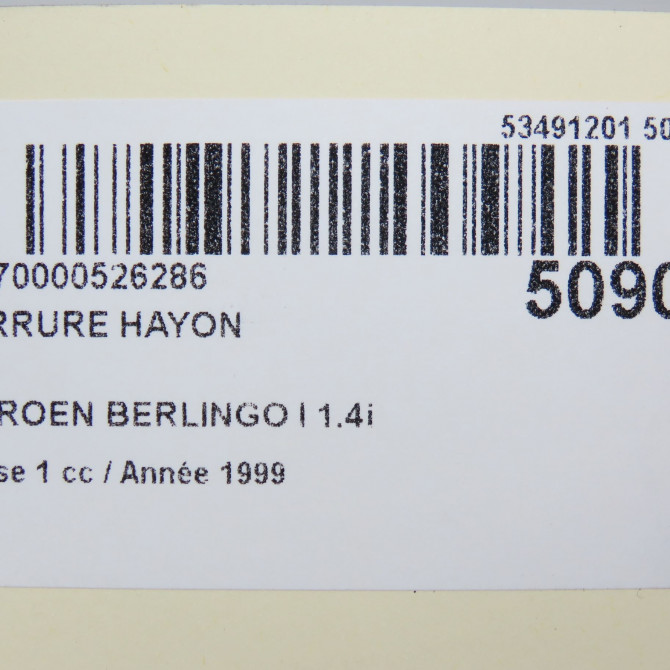 53491201 50
70000526286
5090
RRURE HAYON
ROEN BERLINGO I 1.4i
se 1 cc / Année 1999